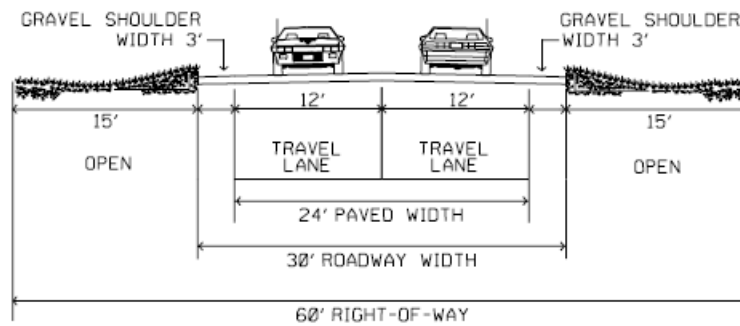 GRAVEL SHOULDER
WIDTH 3'
GRAVEL SHOULDER
WIDTH 3'
15'
12'
12'
15'
OPEN
TRAVEL
LANE
TRAVEL
LANE
OPEN
24' PAVED WIDTH
30' ROADWAY WIDTH
60' RIGHT-OF-WAY